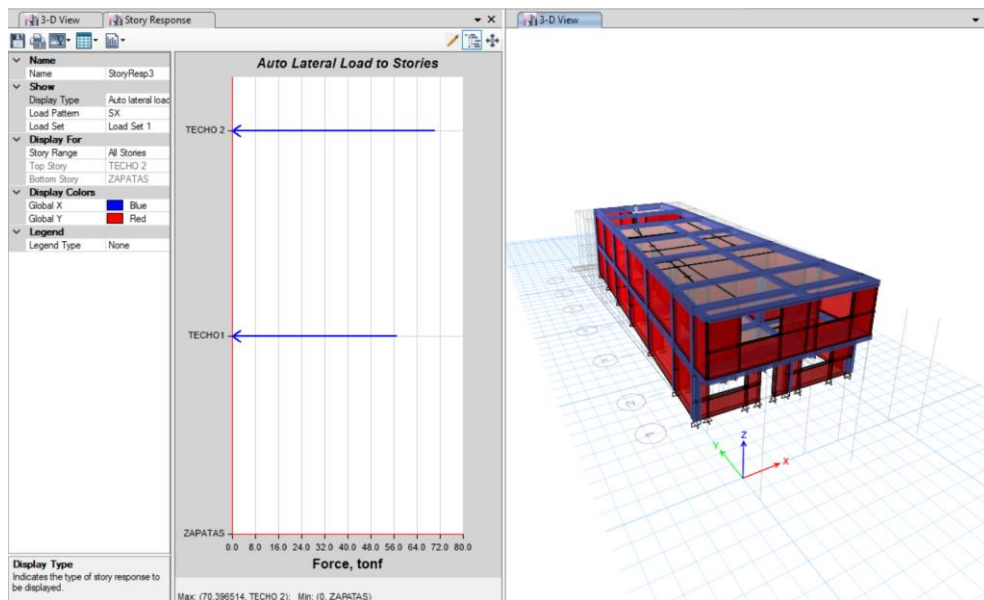 3-D View
Story Response
3-D View
Name
Name StoryResp3
Show
Display Type Auto lateral load
Load Pattern SX
Load Set Load Set 1
Display For
Story Range All Stories
Top Story TECHO 2
Bottom Story ZAPATAS
Display Colors
Global X Blue
Global Y Red
Legend
Legend Type None
Display Type
Indicates the type of story response to
be displayed.
Auto Lateral Load to Stories
TECHO 2
TECHO1
ZAPATAS
0.0 8.0 16.0 24.0 32.0 40.0 48.0 56.0 64.0 72.0 80.0
Force, tonf
Max: (70.396514, TECHO 2); Min: (0, ZAPATAS)
1
2
3
X
Y
Z